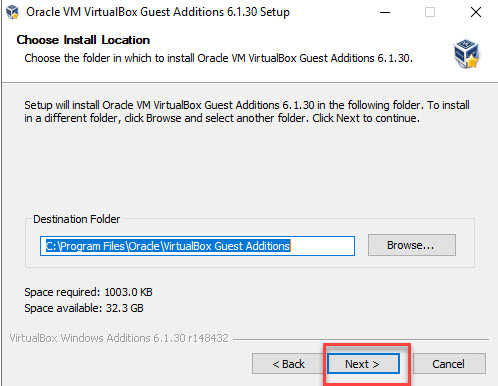 Oracle VM VirtualBox Guest Additions 6.1.30 Setup
Choose Install Location
Choose the folder in which to install Oracle VM VirtualBox Guest Additions 6.1.30.
Setup will install Oracle VM VirtualBox Guest Additions 6.1.30 in the following folder. To install
in a different folder, click Browse and select another folder. Click Next to continue.
Destination Folder
C:\Program Files\Oracle\VirtualBox Guest Additions
Browse...
Space required: 1003.0 KB
Space available: 32.3 GB
VirtualBox Windows Additions 6.1.30 r148432
< Back
Next >
Cancel